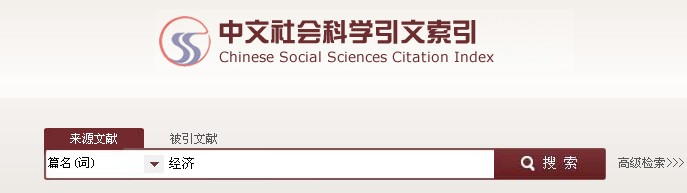 中文社会科学引文索引
Chinese Social Sciences Citation Index
来源文献 被引文献
篇名(词) 经济 搜 索 高级检索>>>